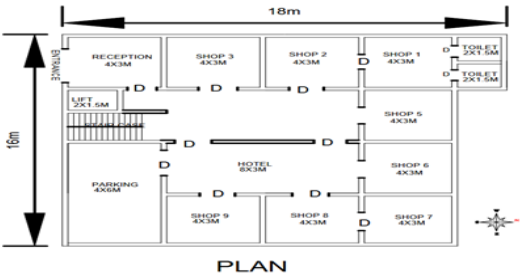 18m
16m
ENTRANCE
RECEPTION
4X3M
SHOP 3
4X3M
SHOP 2
4X3M
SHOP 1
4X3M
D
TOILET
2X1.5M
D
D
TOILET
2X1.5M
D
D
D
LIFT
2X1.5M
STAIR CASE
SHOP 5
4X3M
D
D
D
HOTEL
8X3M
SHOP 6
4X3M
PARKING
4X6M
D
D
SHOP 9
4X3M
SHOP 8
4X3M
D
SHOP 7
4X3M
PLAN